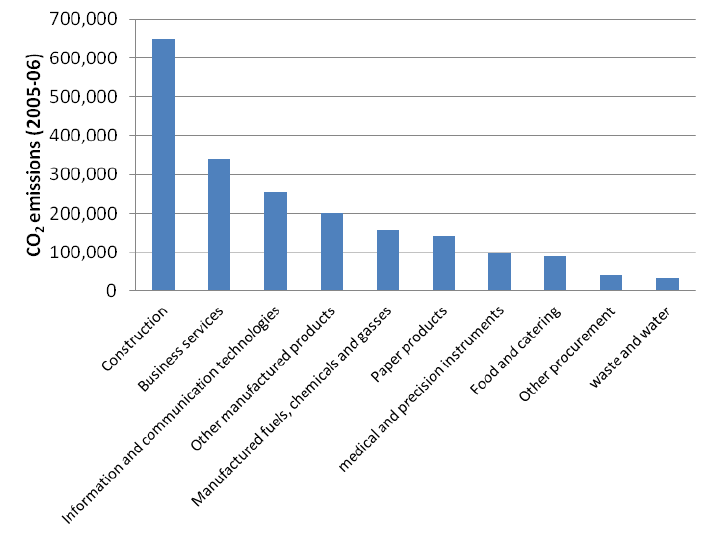 700,000
600,000
500,000
400,000
300,000
200,000
100,000
0
CO2 emissions (2005-06)
Construction
Business services
Information and communication technologies
Other manufactured products
Manufactured fuels, chemicals and gasses
Paper products
medical and precision instruments
Food and catering
Other procurement
waste and water